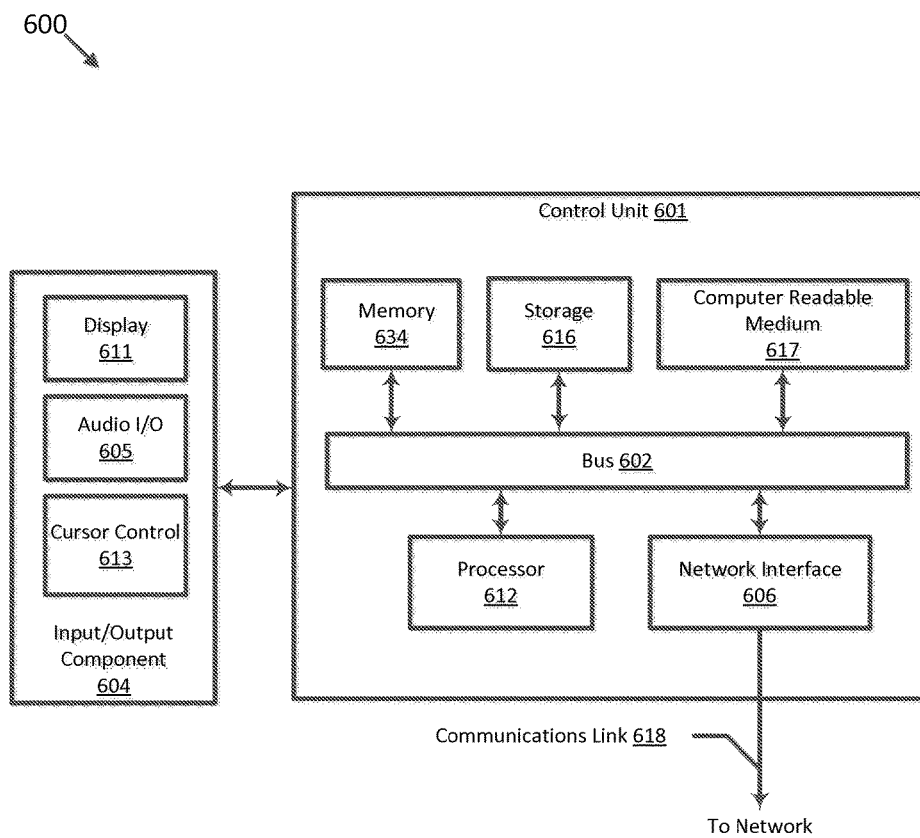 600
Control Unit 601
Memory
634
Storage
616
Computer Readable
Medium
617
Display
611
Audio I/O
605
Cursor Control
613
Input/Output
Component
604
Bus 602
Processor
612
Network Interface
606
Communications Link 618
To Network